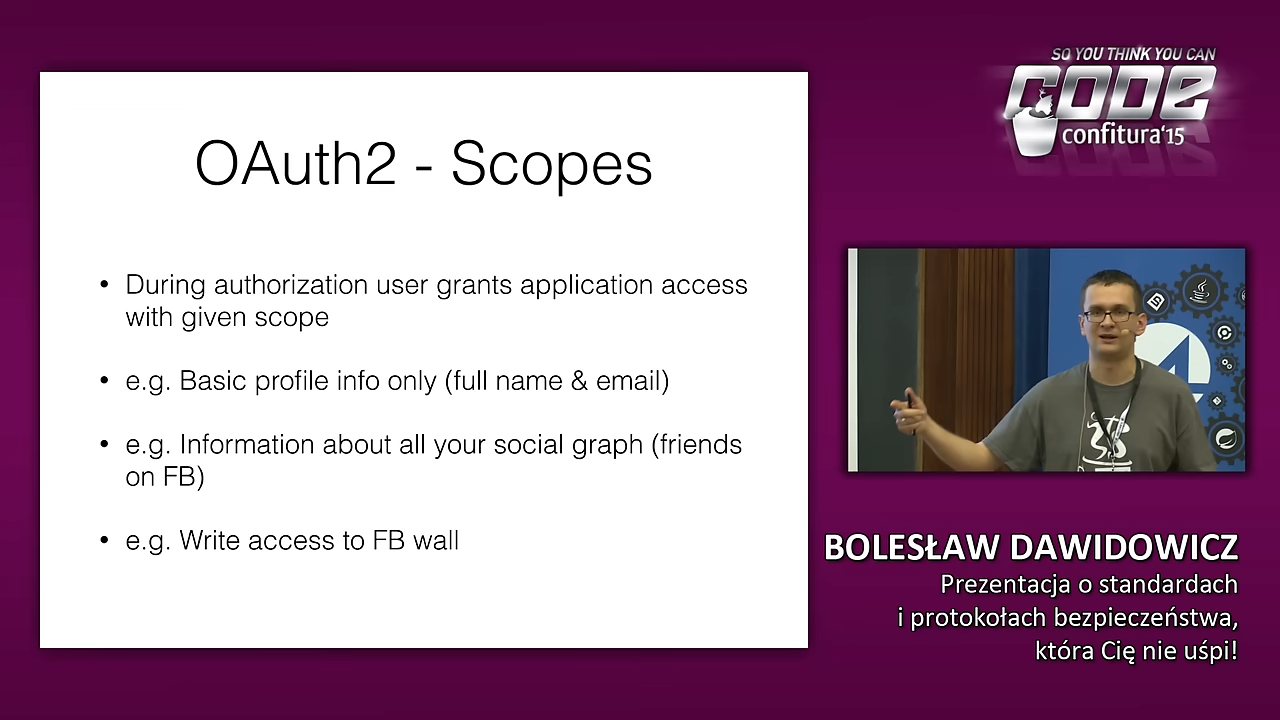 OAuth2 - Scopes
• During authorization user grants application access
with given scope
• e.g. Basic profile info only (full name & email)
• e.g. Information about all your social graph (friends
on FB)
• e.g. Write access to FB wall
SO YOU THINK YOU CAN
CODE
confitura'15
BOLESŁAW DAWIDOWICZ
Prezentacja o standardach
i protokołach bezpieczeństwa,
która Cię nie uśpi!